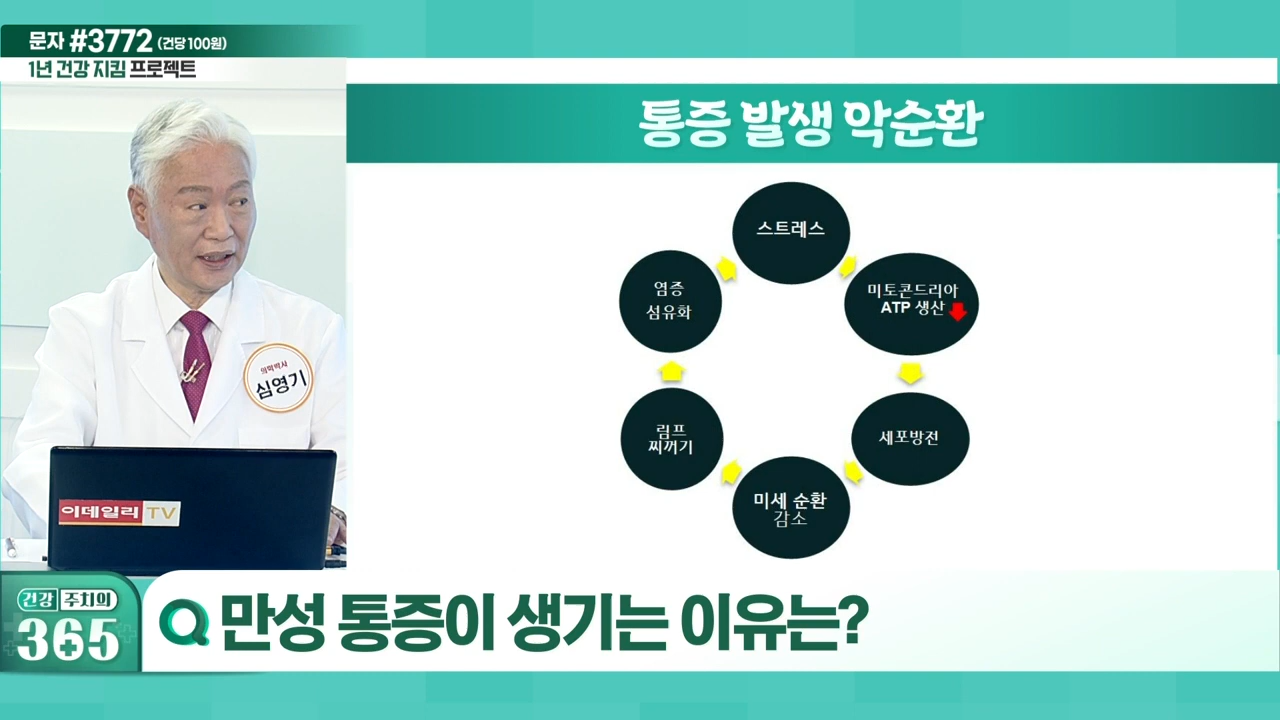 문자 #3772 (건당 100원)
1년 건강 지킴 프로젝트
통증 발생 악순환
스트레스
미토콘드리아
ATP 생산
세포방전
미세 순환
감소
림프
찌꺼기
염증
섬유화
의학박사
심영기
이데일리 TV
건강 주치의
365
Q 만성 통증이 생기는 이유는?